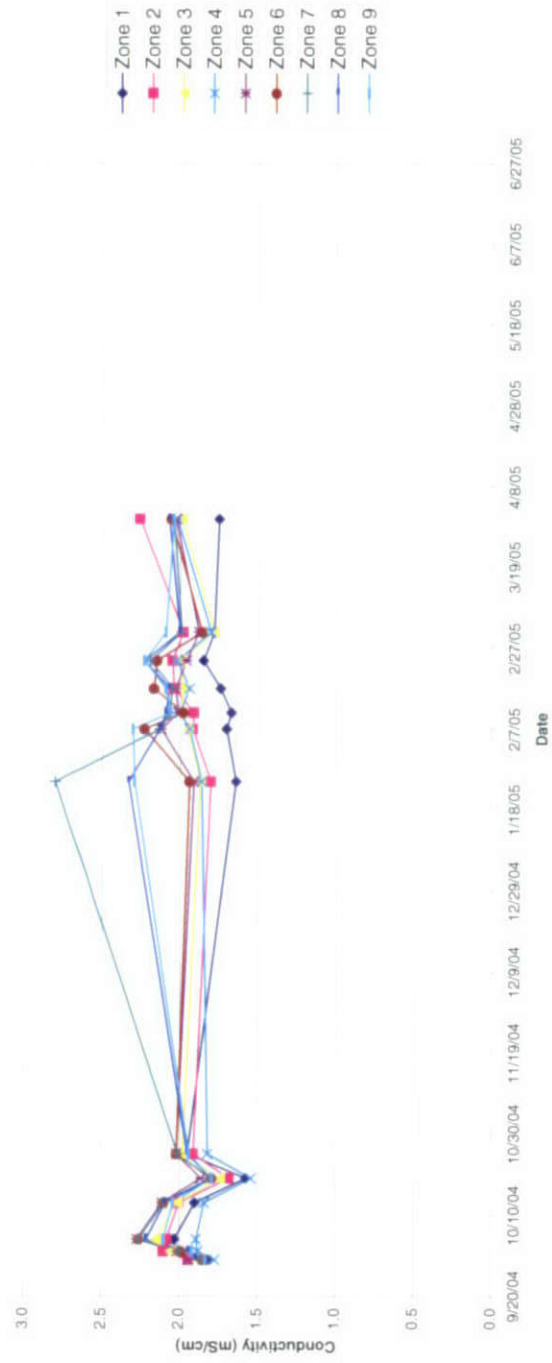 Conductivity (mS/cm)
3.0
2.5
2.0
1.5
1.0
0.5
0.0
9/20/04 10/10/04 10/30/04 11/19/04 12/9/04 12/29/04 1/18/05 2/7/05 2/27/05 3/19/05 4/8/05 4/28/05 5/18/05 6/7/05 6/27/05
Date
Zone 1
Zone 2
Zone 3
Zone 4
Zone 5
Zone 6
Zone 7
Zone 8
Zone 9